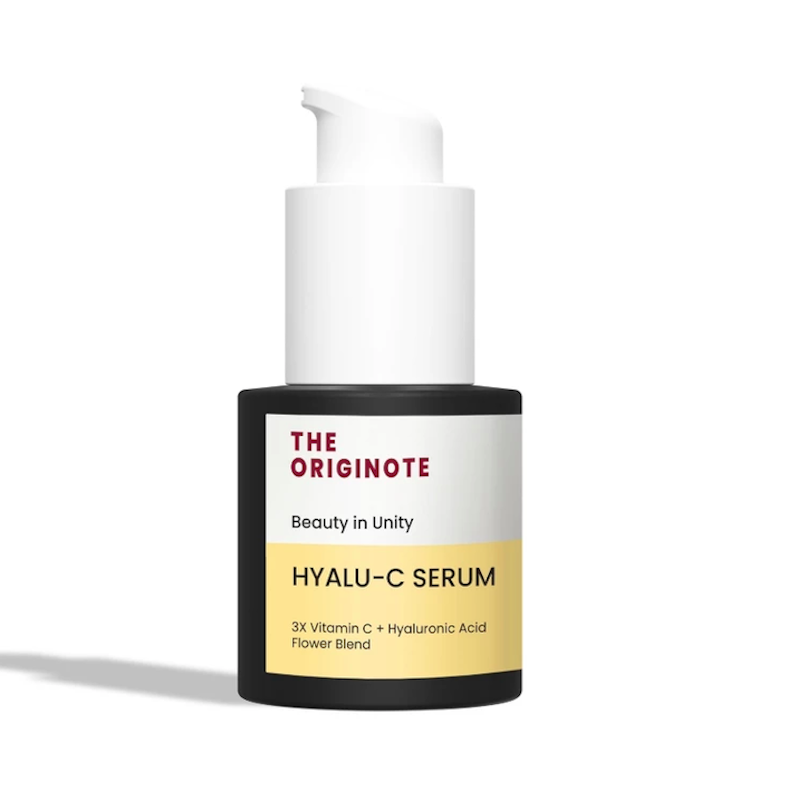 THE
ORIGINOTE
Beauty in Unity
HYALU-C SERUM
3X Vitamin C + Hyaluronic Acid
Flower Blend